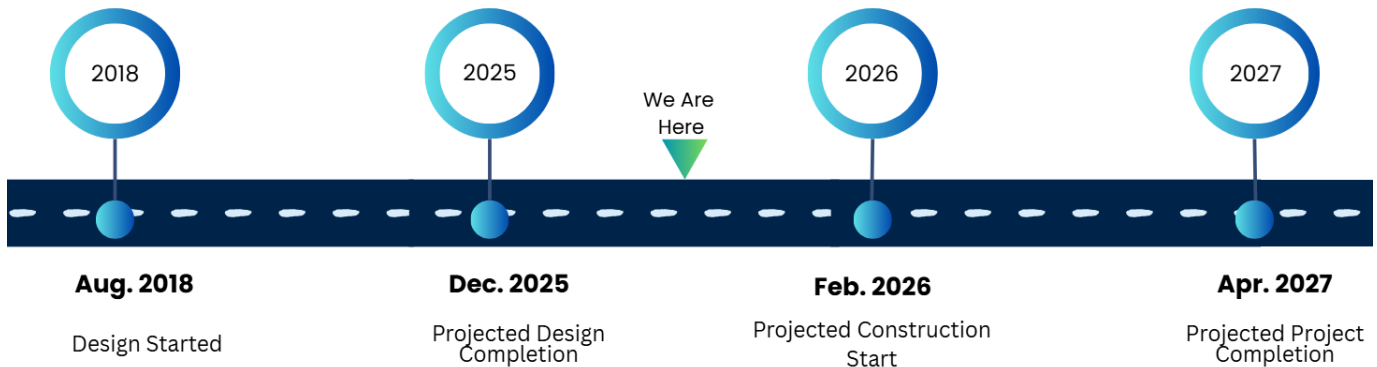 2018
2025
We Are
Here
2026
2027
Aug. 2018
Design Started
Dec. 2025
Projected Design
Completion
Feb. 2026
Projected Construction
Start
Apr. 2027
Projected Project
Completion